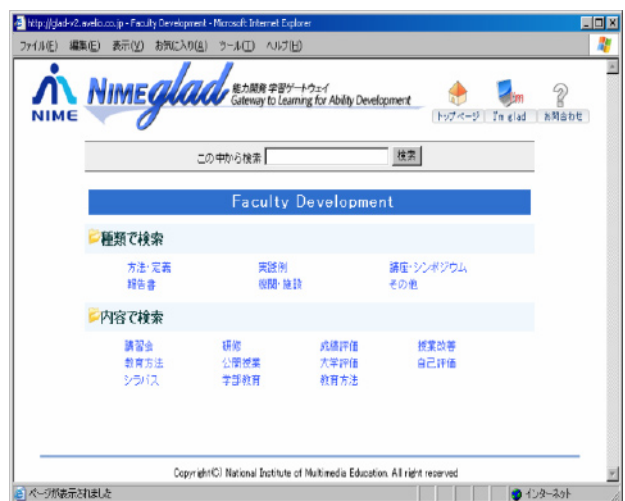 http://glad-v2.avelio.co.jp - Faculty Development - Microsoft Internet Explorer
ファイル(F) 編集(E) 表示(V) お気に入り(A) ツール(T) ヘルプ(H)
NIME
NIMEglad
能力開発 学習ゲートウェイ
Gateway to Learning for Ability Development
トップページ I'm glad お問合わせ
この中から検索 検索
Faculty Development
種類で検索
方法・定義 実践例 講座・シンポジウム
報告書 機関・施設 その他
内容で検索
講習会 研修 成績評価 授業改善
教育方法 公開授業 大学評価 自己評価
シラバス 学部教育 教育方法
Copyright(C) National Institute of Multimedia Education. All right reserved
ページが表示されました インターネット